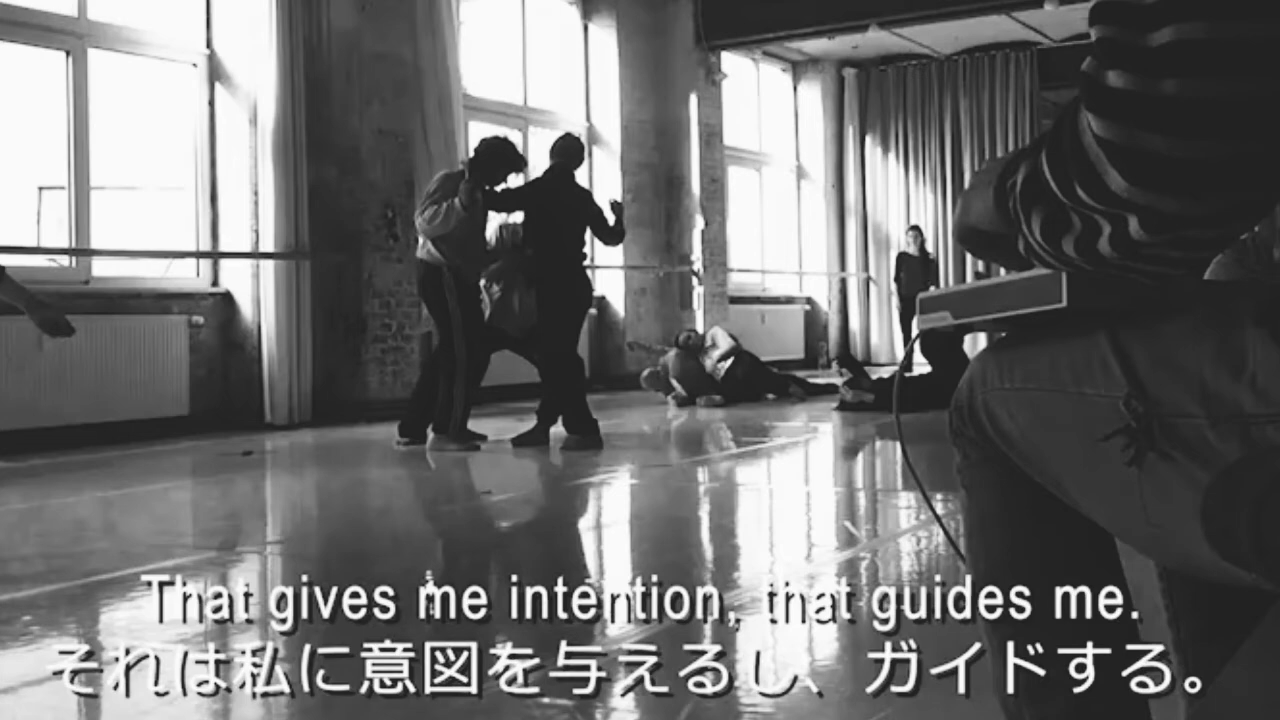 That gives me intention, that guides me.
それは私に意図を与えるし、ガイドする。